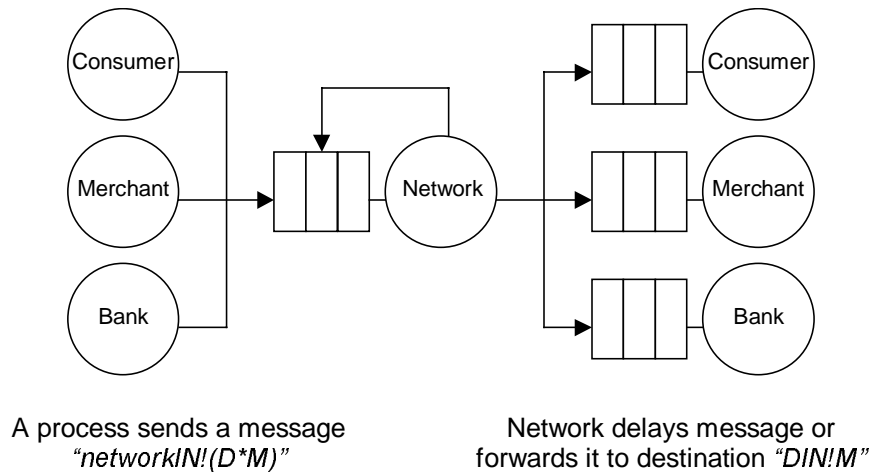 Consumer
Consumer
Merchant
Network
Merchant
Bank
Bank
A process sends a message
"networkIN!(D*M)"
Network delays message or
forwards it to destination "DIN!M"